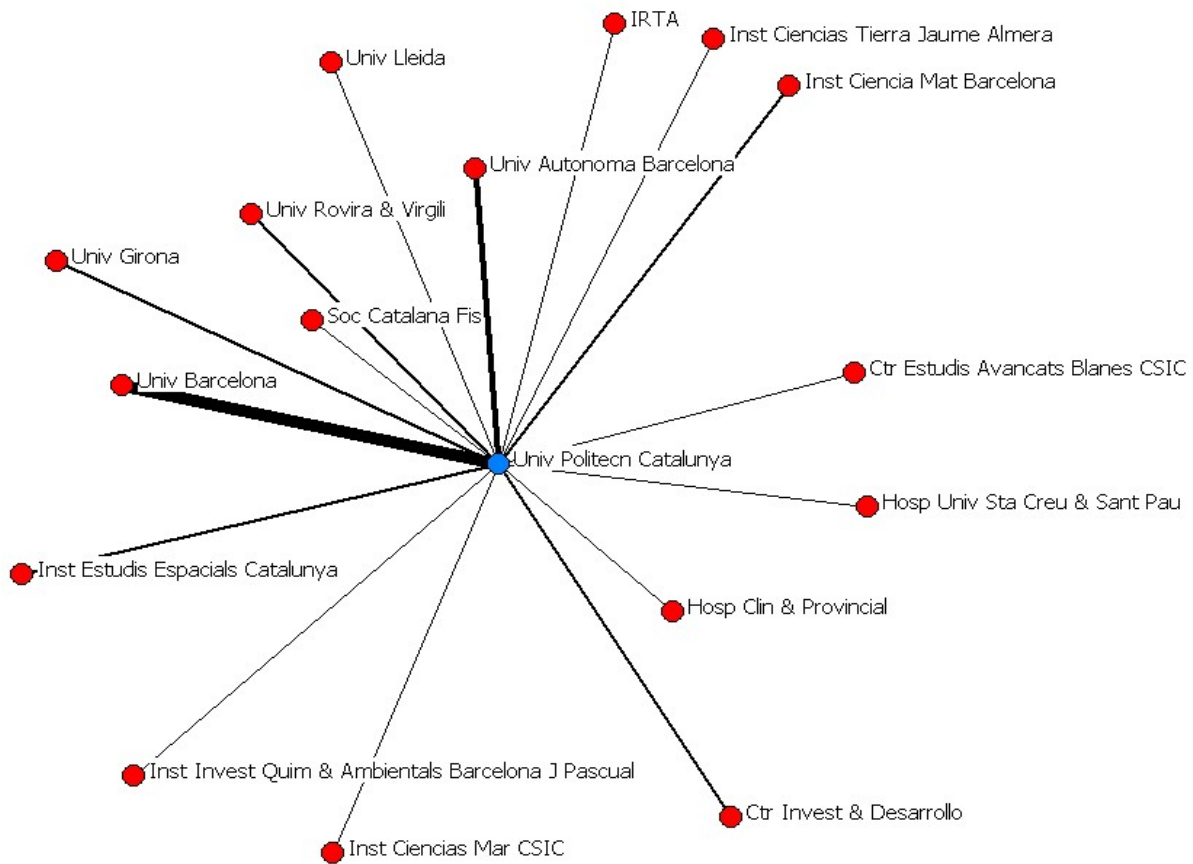 IRTA
Inst Ciencias Tierra Jaume Almera
Univ Lleida
Inst Ciencia Mat Barcelona
Univ Autonoma Barcelona
Univ Rovira & Virgili
Univ Girona
Soc Catalana Fis
Ctr Estudis Avancats Blanes CSIC
Univ Barcelona
Univ Politecn Catalunya
Hosp Univ Sta Creu & Sant Pau
Inst Estudis Espacials Catalunya
Hosp Clin & Provincial
Inst Invest Quim & Ambientals Barcelona J Pascual
Ctr Invest & Desarrollo
Inst Ciencias Mar CSIC